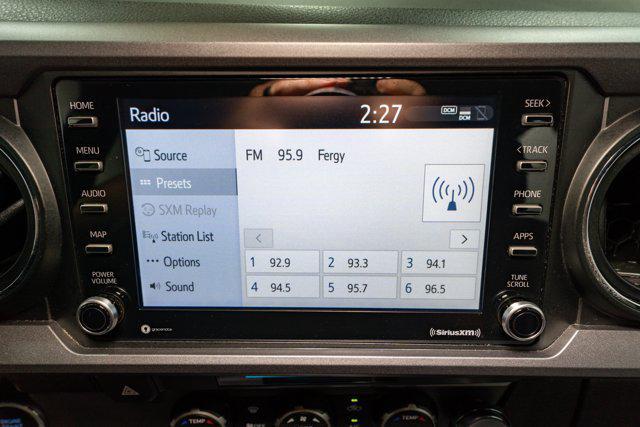 HOME
MENU
AUDIO
MAP
POWER
VOLUME
Radio
2:27
DCM
DCM
Source
Presets
SXM Replay
Station List
Options
Sound
FM 95.9 Fergy
<
>
1 92.9 2 93.3 3 94.1
4 94.5 5 95.7 6 96.5
SEEK>
<TRACK
PHONE
APPS
TUNE
SCROLL
gracenote
((SiriusXM))
TEMP
TEMP